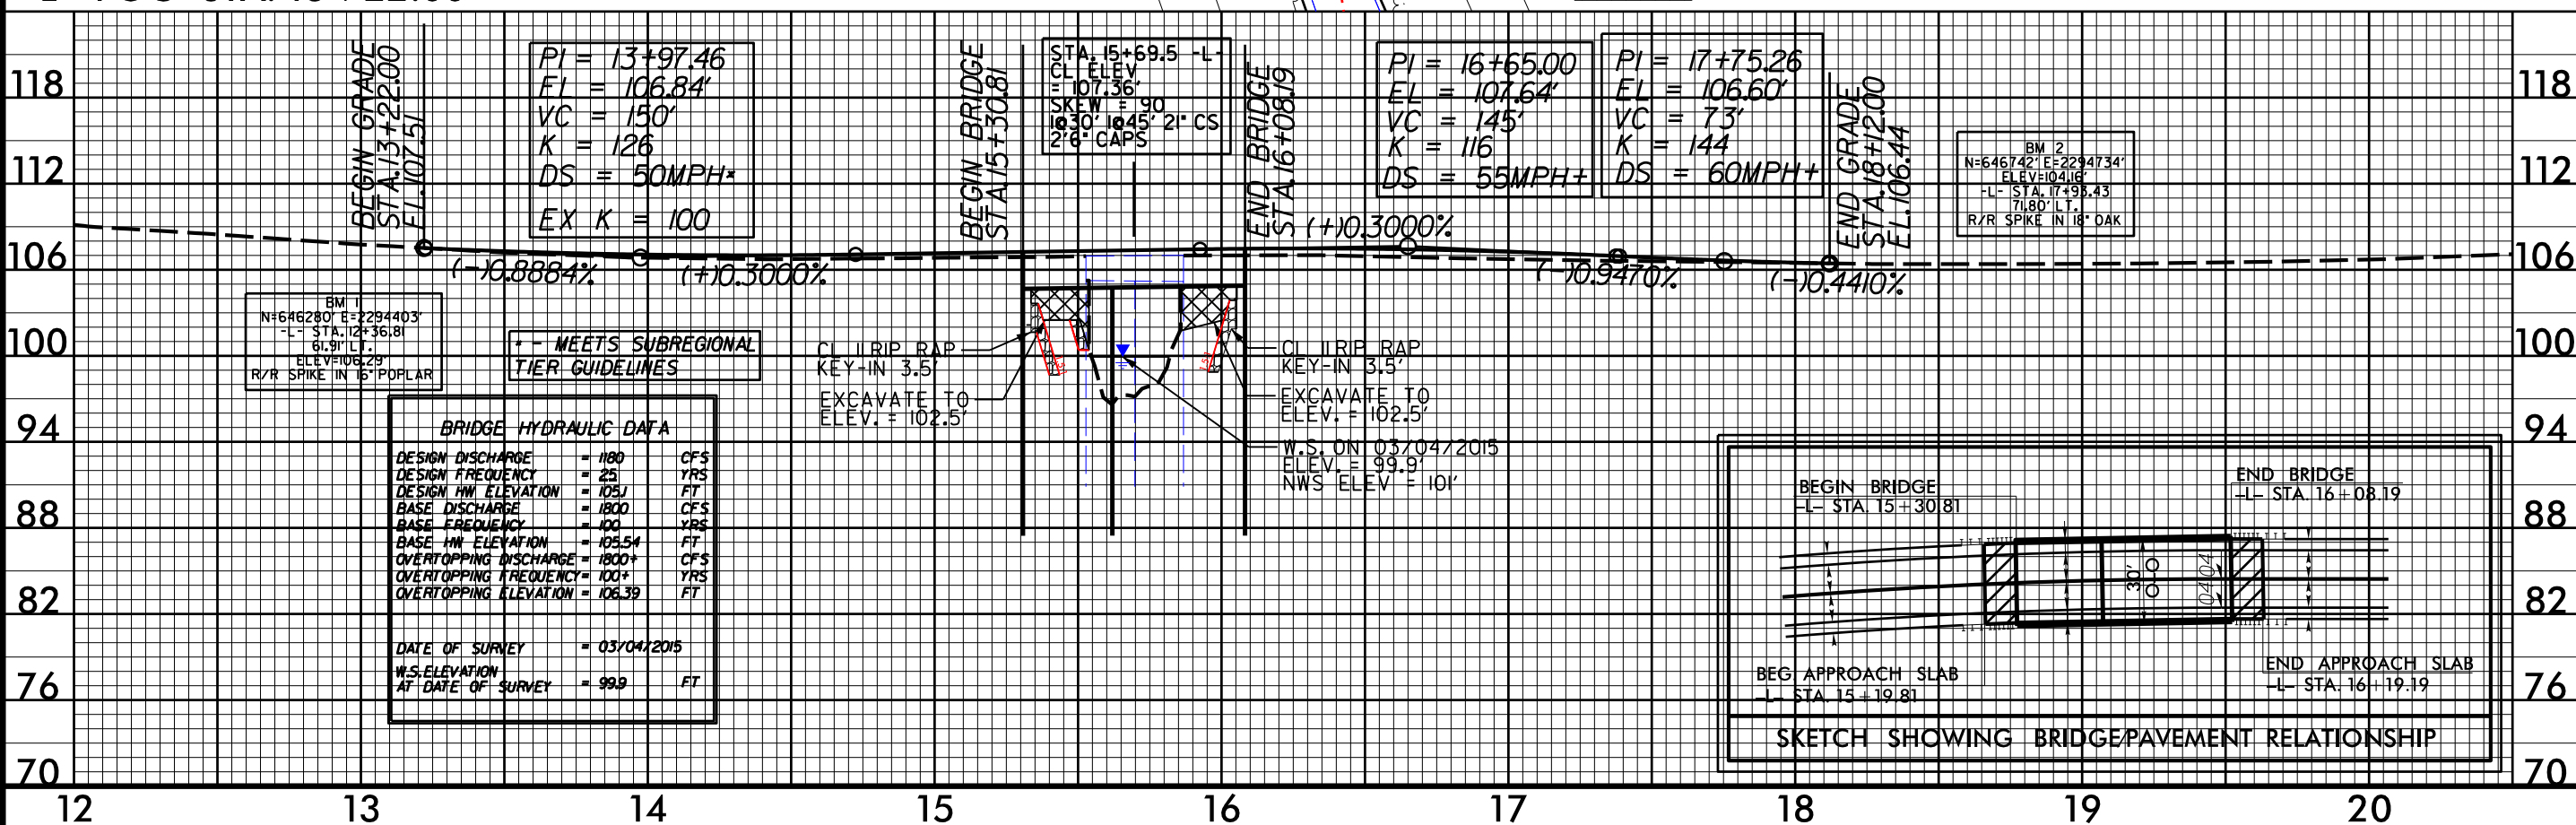 118
112
106
100
94
88
82
76
70
BEGIN GRADE
STA.13+22.00
EL.107.51
PI = 13+97.46
EL = 106.84'
VC = 150'
K = 126
DS = 50MPH*
EX K = 100
BEGIN BRIDGE
STA.15+30.81
STA. 15+69.5 -L-
CL ELEV
= 107.36'
SKEW = 90
1@30' 1@45' 21" CS
2'6" CAPS
END BRIDGE
STA.16+08.19
PI = 16+65.00
EL = 107.64'
VC = 145'
K = 116
DS = 55MPH+
PI = 17+75.26
EL = 106.60'
VC = 73'
K = 144
DS = 60MPH+
END GRADE
STA.18+12.00
EL.106.44
BM 2
N=646742' E=2294734'
ELEV=104.16'
-L- STA. 17+93.43
71.80' LT.
R/R SPIKE IN 18" OAK
118
112
106
100
94
88
82
76
70
(-)0.8884%
(+)0.3000%
(+)0.3000%
(-)0.9470%
(-)0.4410%
BM 1
N=646280' E=2294403'
-L- STA. 12+36.81
61.91' LT.
ELEV=106.29'
R/R SPIKE IN 16" POPLAR
* - MEETS SUBREGIONAL
TIER GUIDELINES
CL II RIP RAP
KEY-IN 3.5'
EXCAVATE TO
ELEV. = 102.5'
CL II RIP RAP
KEY-IN 3.5'
EXCAVATE TO
ELEV. = 102.5'
W.S. ON 03/04/2015
ELEV. = 99.9'
NWS ELEV = 101'
BRIDGE HYDRAULIC DATA
DESIGN DISCHARGE = 1180 CFS
DESIGN FREQUENCY = 25 YRS
DESIGN HW ELEVATION = 105.1 FT
BASE DISCHARGE = 1800 CFS
BASE FREQUENCY = 100 YRS
BASE HW ELEVATION = 105.54 FT
OVERTOPPING DISCHARGE = 1800+ CFS
OVERTOPPING FREQUENCY = 100+ YRS
OVERTOPPING ELEVATION = 106.39 FT
DATE OF SURVEY = 03/04/2015
W.S.ELEVATION
AT DATE OF SURVEY = 99.9 FT
BEGIN BRIDGE
-L- STA. 15+30.81
END BRIDGE
-L- STA. 16+08.19
30'
O-O
0404
BEG. APPROACH SLAB
-L- STA. 15+19.81
END APPROACH SLAB
-L- STA. 16+19.19
SKETCH SHOWING BRIDGE/PAVEMENT RELATIONSHIP
12 13 14 15 16 17 18 19 20